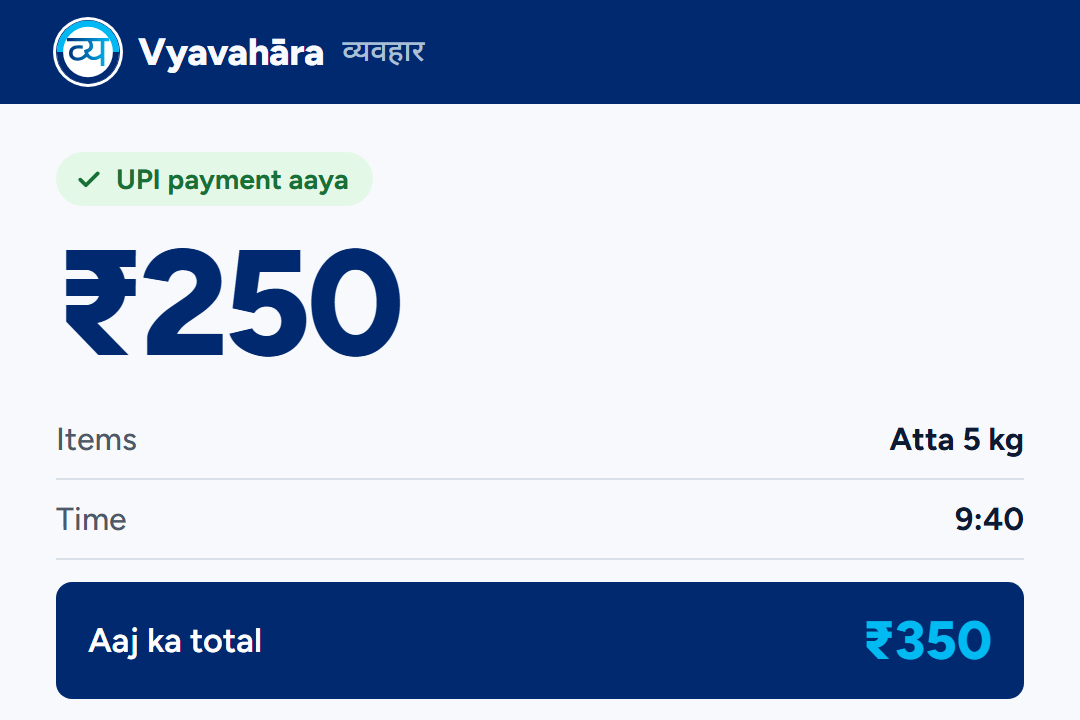 व्य Vyavahāra व्यवहार
UPI payment aaya
₹250
Items Atta 5 kg
Time 9:40
Aaj ka total ₹350